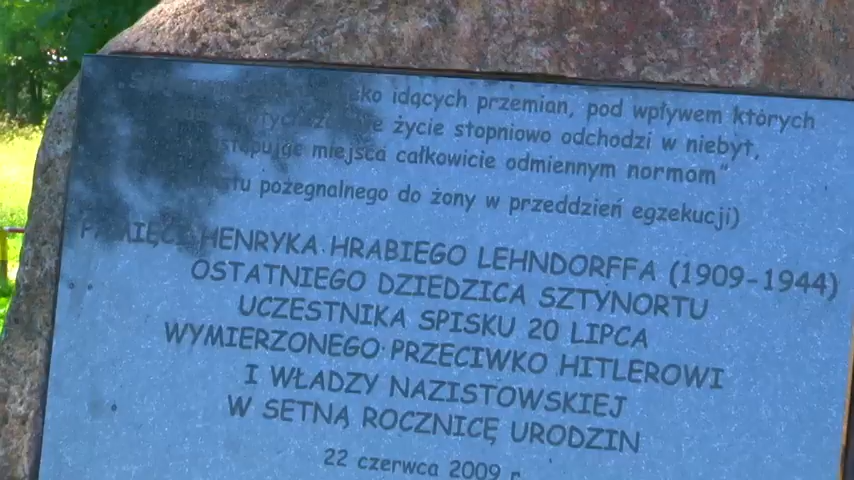 idących przemian, pod wpływem których
życie stopniowo odchodzi w niebyt,
miejsca całkowicie odmiennym normom"
pożegnalnego do żony w przeddzień egzekucji)
PAMIĘCI HENRYKA HRABIEGO LEHNDORFFA (1909-1944)
OSTATNIEGO DZIEDZICA SZTYNORTU
UCZESTNIKA SPISKU 20 LIPCA
WYMIERZONEGO PRZECIWKO HITLEROWI
I WŁADZY NAZISTOWSKIEJ
W SETNĄ ROCZNICĘ URODZIN
22 czerwca 2009 r